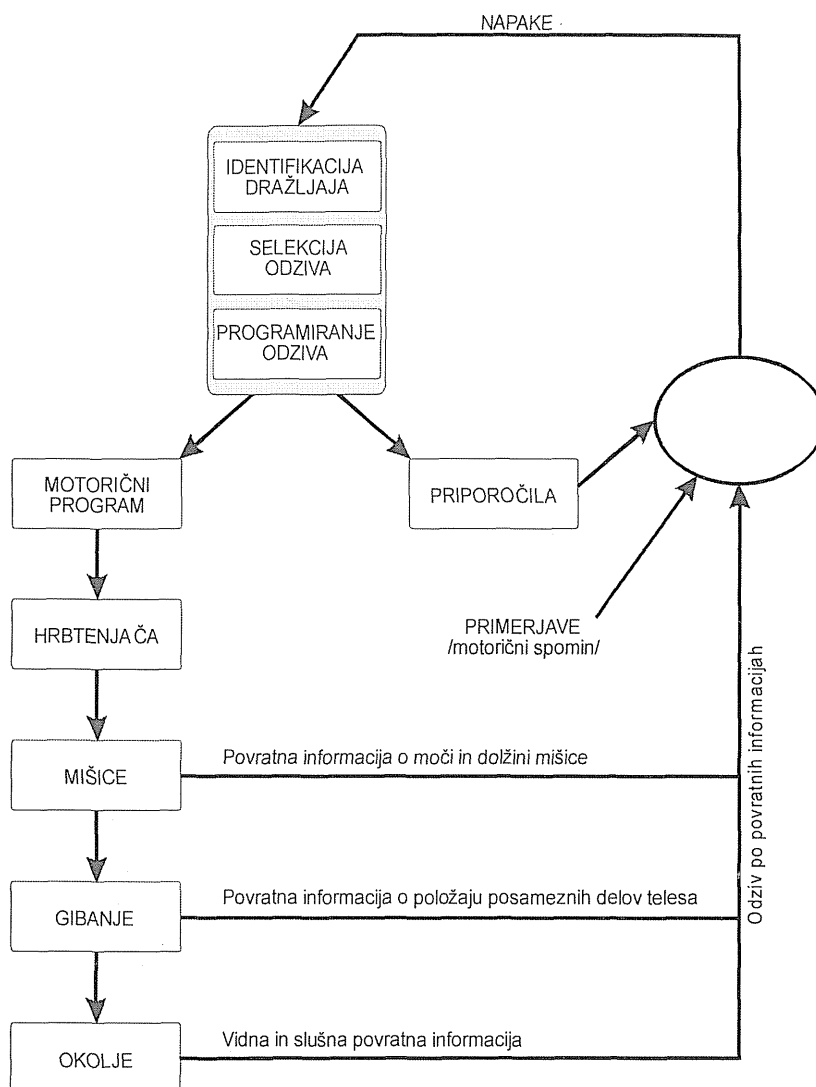 NAPAKE
IDENTIFIKACIJA
DRAŽLJAJA
SELEKCIJA
ODZIVA
PROGRAMIRANJE
ODZIVA
MOTORIČNI
PROGRAM
PRIPOROČILA
HRBTENJAČA
PRIMERJAVE
/motorični spomin/
Odziv po povratnih informacijah
Povratna informacija o moči in dolžini mišice
MIŠICE
Povratna informacija o položaju posameznih delov telesa
GIBANJE
Vidna in slušna povratna informacija
OKOLJE